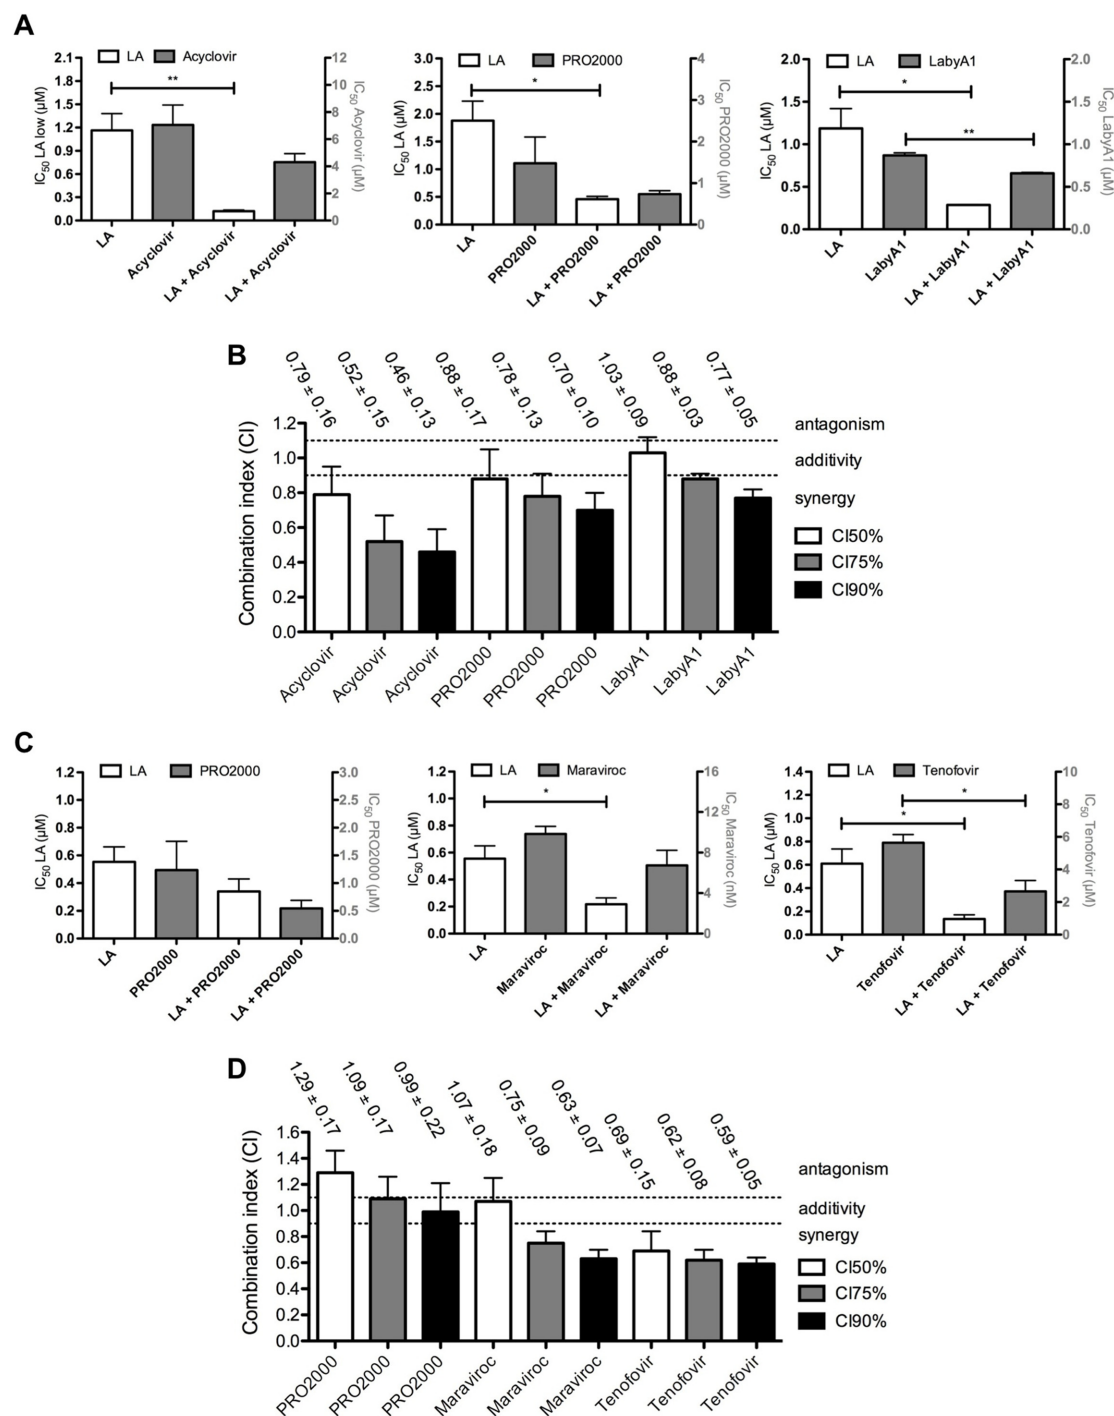 A
LA Acyclovir
IC50 LA low (µM)
2.1
1.8
1.5
1.2
0.9
0.6
0.3
0.0
**
12
10
8
6
4
2
0
IC50 Acyclovir (µM)
LA
Acyclovir
LA + Acyclovir
LA + Acyclovir
LA PRO2000
IC50 LA (µM)
3.0
2.5
2.0
1.5
1.0
0.5
0.0
*
4
3
2
1
0
IC50 PRO2000 (µM)
LA
PRO2000
LA + PRO2000
LA + PRO2000
LA LabyA1
IC50 LA (µM)
2.0
1.5
1.0
0.5
0.0
*
**
2.0
1.5
1.0
0.5
0.0
IC50 LabyA1 (µM)
LA
LabyA1
LA + LabyA1
LA + LabyA1
B
0.79 ± 0.16
0.52 ± 0.15
0.46 ± 0.13
0.88 ± 0.17
0.78 ± 0.13
0.70 ± 0.10
1.03 ± 0.09
0.88 ± 0.03
0.77 ± 0.05
Combination index (CI)
1.2
1.0
0.8
0.6
0.4
0.2
0.0
antagonism
additivity
synergy
CI50%
CI75%
CI90%
Acyclovir
Acyclovir
Acyclovir
PRO2000
PRO2000
PRO2000
LabyA1
LabyA1
LabyA1
C
LA PRO2000
IC50 LA (µM)
1.2
1.0
0.8
0.6
0.4
0.2
0.0
3.0
2.5
2.0
1.5
1.0
0.5
0.0
IC50 PRO2000 (µM)
LA
PRO2000
LA + PRO2000
LA + PRO2000
LA Maraviroc
IC50 LA (µM)
1.2
1.0
0.8
0.6
0.4
0.2
0.0
*
16
12
8
4
0
IC50 Maraviroc (nM)
LA
Maraviroc
LA + Maraviroc
LA + Maraviroc
LA Tenofovir
IC50 LA (µM)
1.4
1.2
1.0
0.8
0.6
0.4
0.2
0.0
*
*
10
8
6
4
2
0
IC50 Tenofovir (µM)
LA
Tenofovir
LA + Tenofovir
LA + Tenofovir
D
1.29 ± 0.17
1.09 ± 0.17
0.99 ± 0.22
1.07 ± 0.18
0.75 ± 0.09
0.63 ± 0.07
0.69 ± 0.15
0.62 ± 0.08
0.59 ± 0.05
Combination index (CI)
1.6
1.4
1.2
1.0
0.8
0.6
0.4
0.2
0.0
antagonism
additivity
synergy
CI50%
CI75%
CI90%
PRO2000
PRO2000
PRO2000
Maraviroc
Maraviroc
Maraviroc
Tenofovir
Tenofovir
Tenofovir